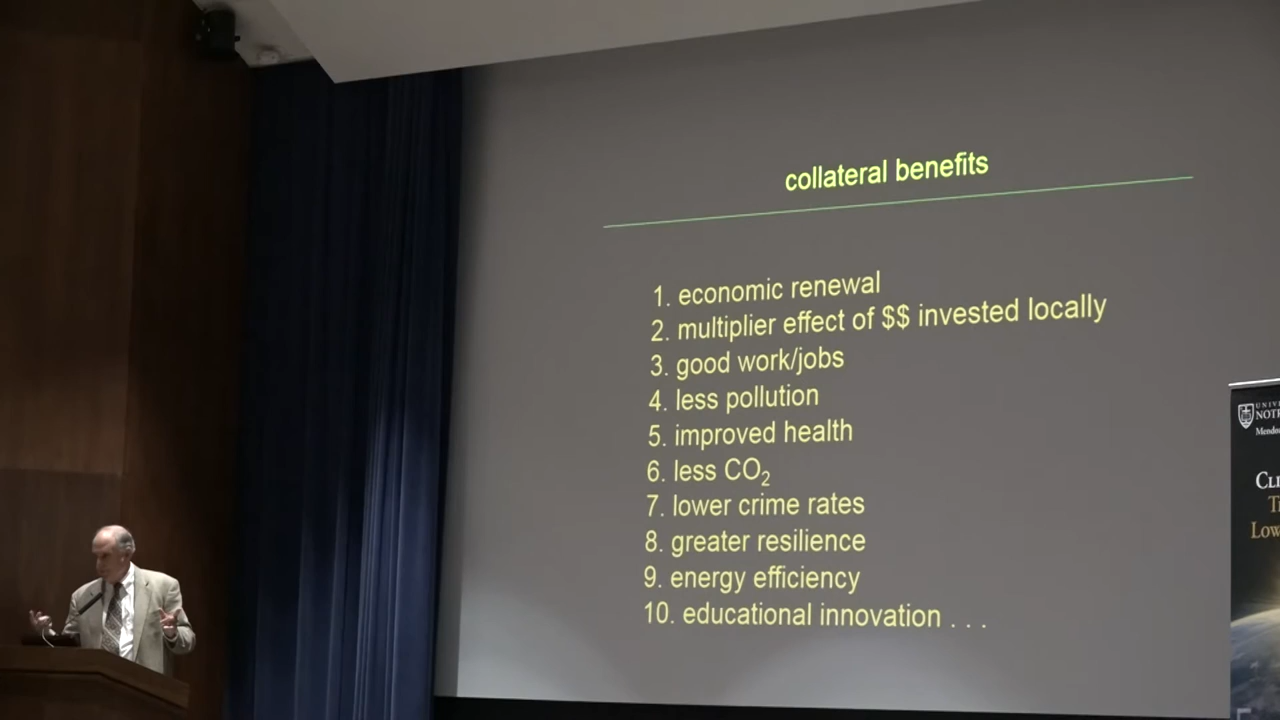 collateral benefits
1. economic renewal
2. multiplier effect of $$ invested locally
3. good work/jobs
4. less pollution
5. improved health
6. less CO₂
7. lower crime rates
8. greater resilience
9. energy efficiency
10. educational innovation . . .